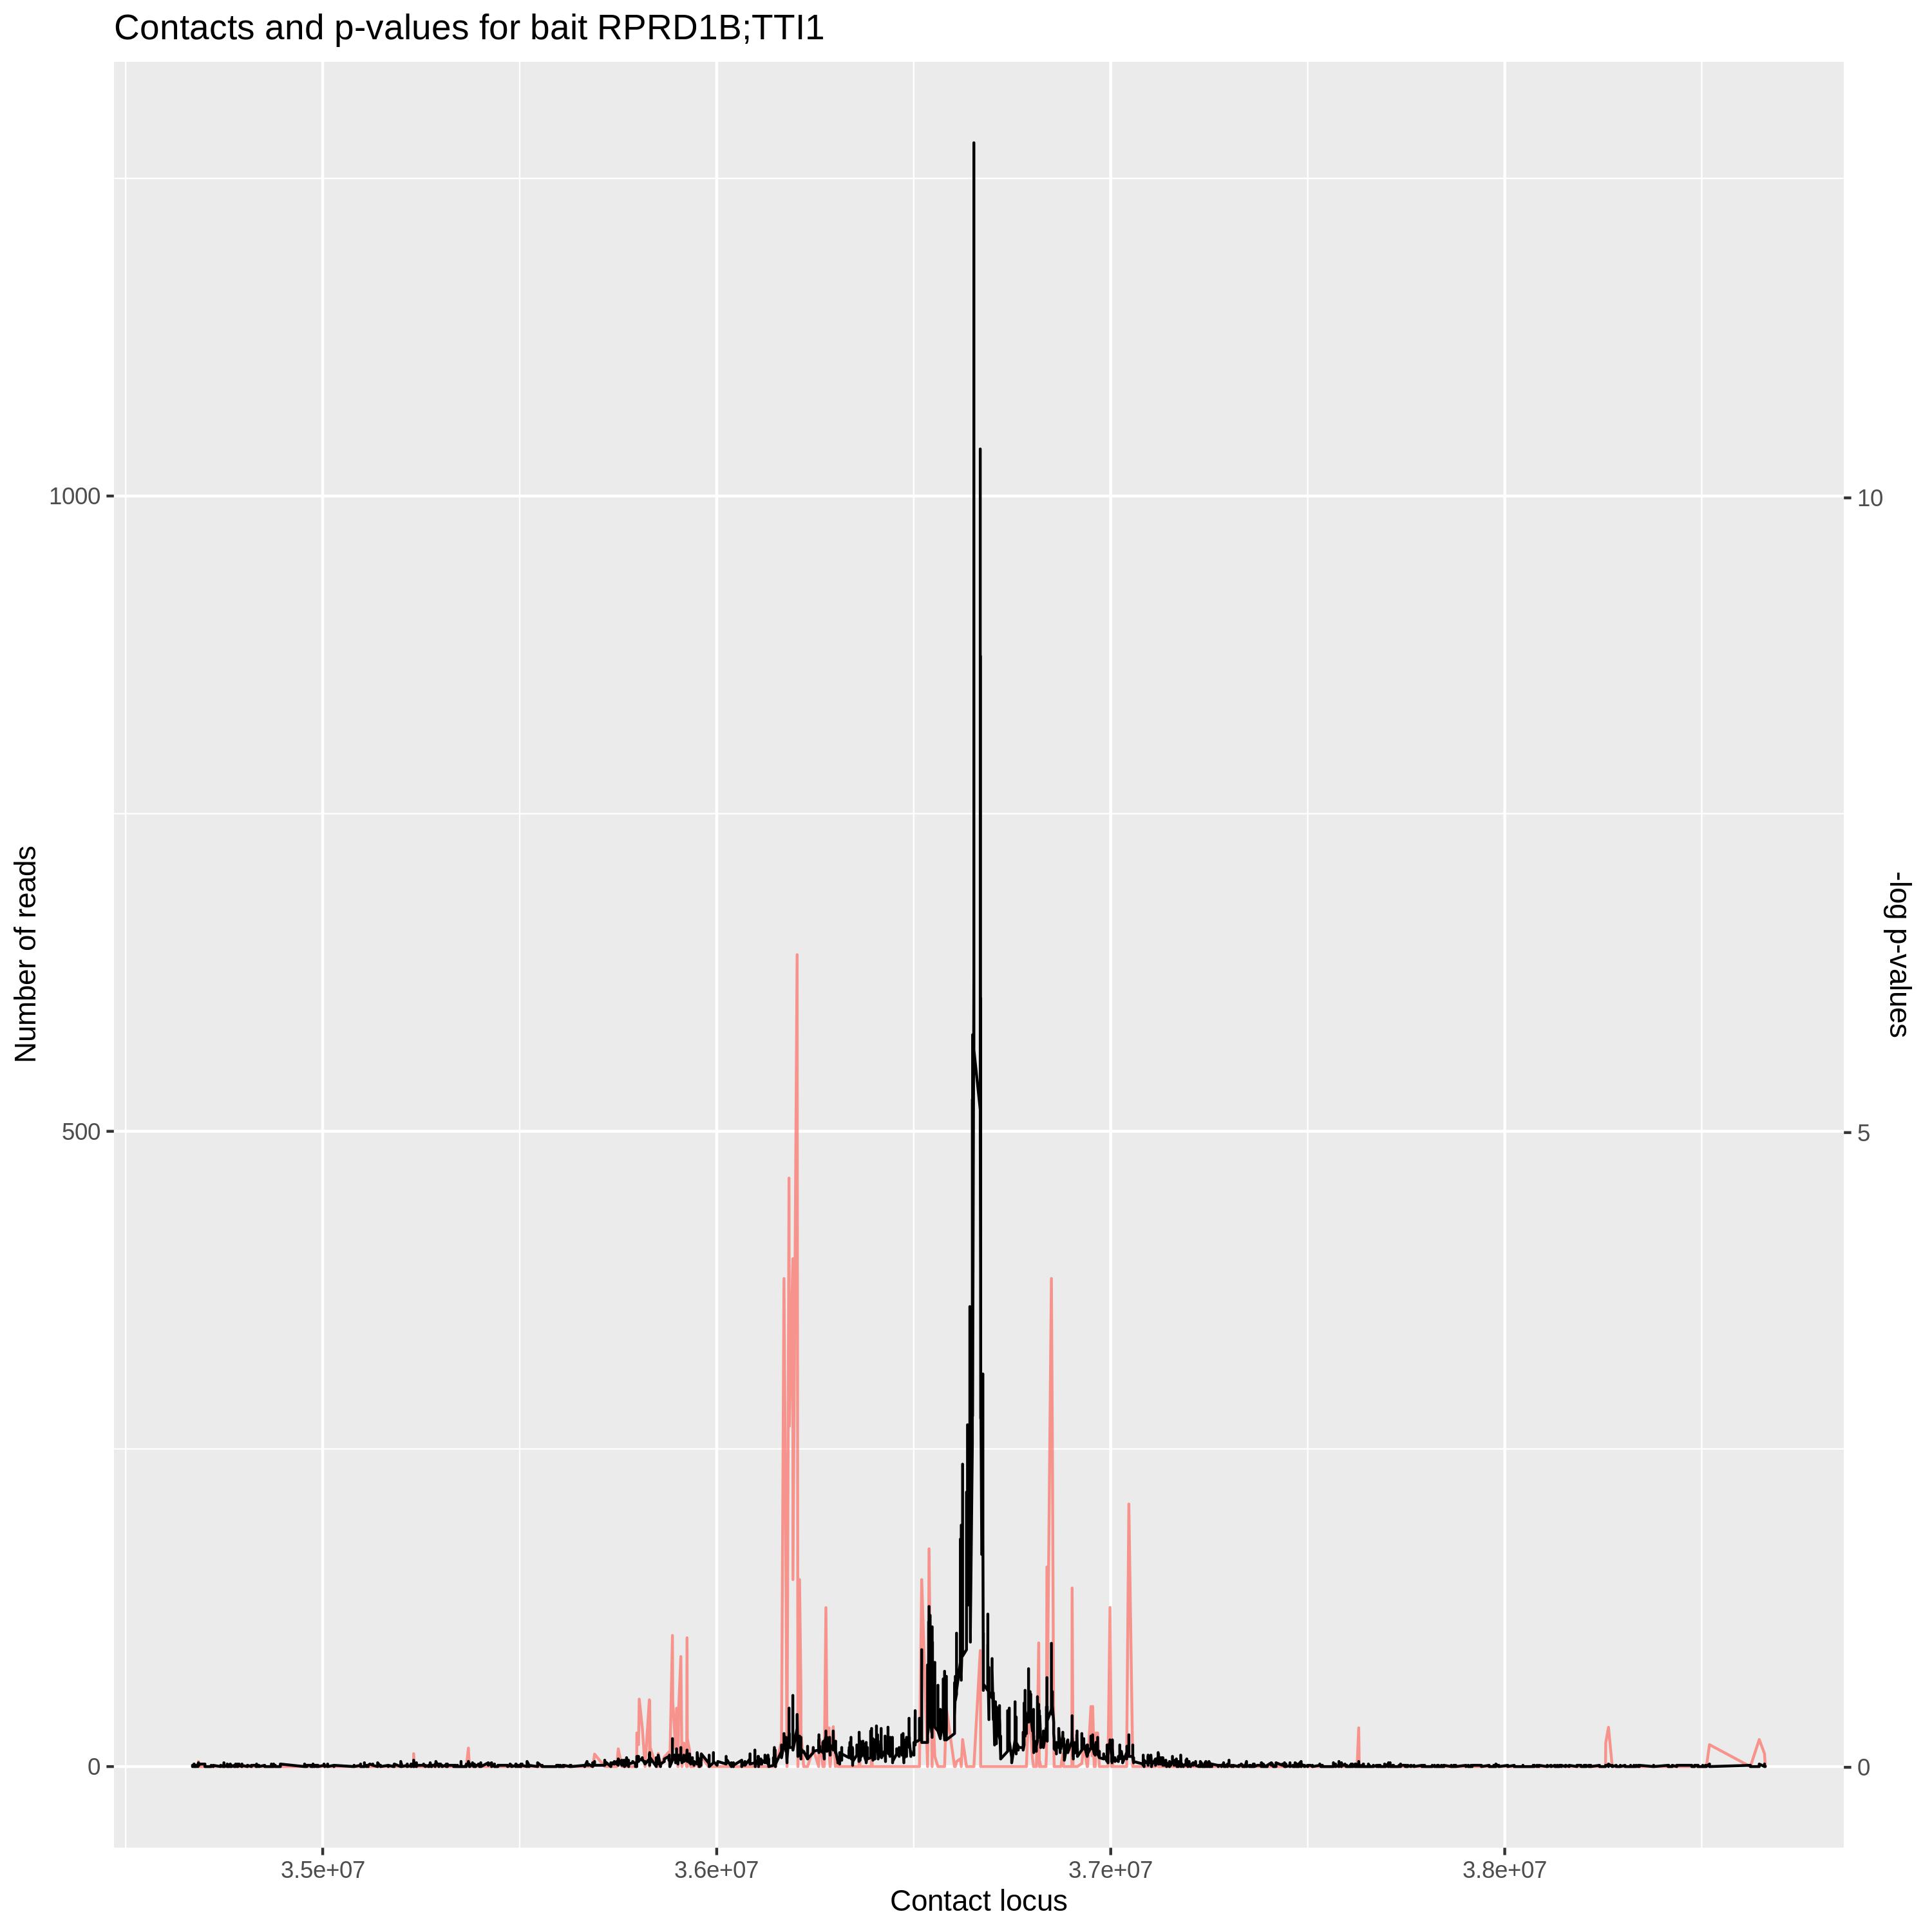 Contacts and p-values for bait RPRD1B;TTI1
1000
500
0
Number of reads
10
5
0
-log p-values
3.5e+07
3.6e+07
3.7e+07
3.8e+07
Contact locus